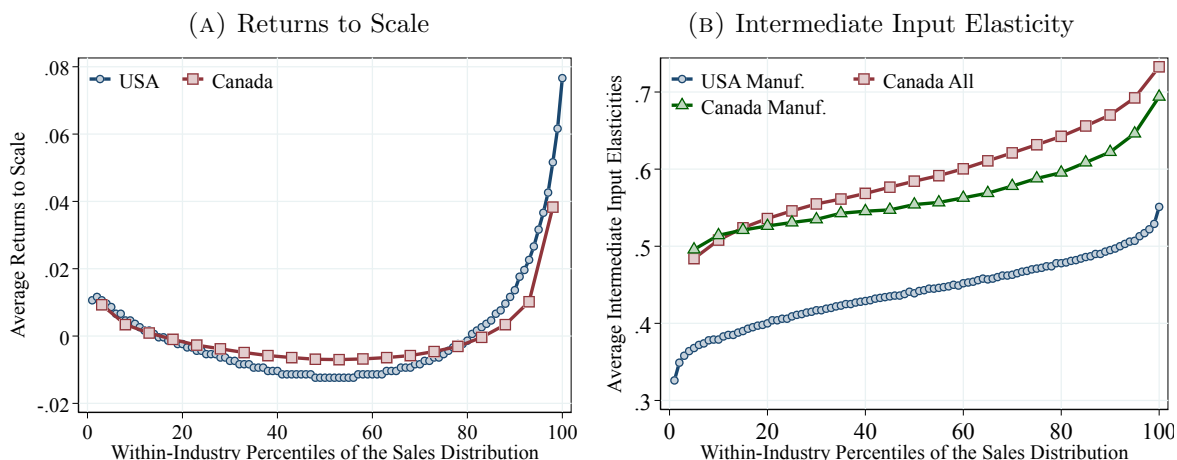 (A) Returns to Scale
USA
Canada
Average Returns to Scale
.08
.06
.04
.02
0
-.02
0 20 40 60 80 100
Within-Industry Percentiles of the Sales Distribution
(B) Intermediate Input Elasticity
USA Manuf.
Canada All
Canada Manuf.
Average Intermediate Input Elasticities
.7
.6
.5
.4
.3
0 20 40 60 80 100
Within-Industry Percentiles of the Sales Distribution